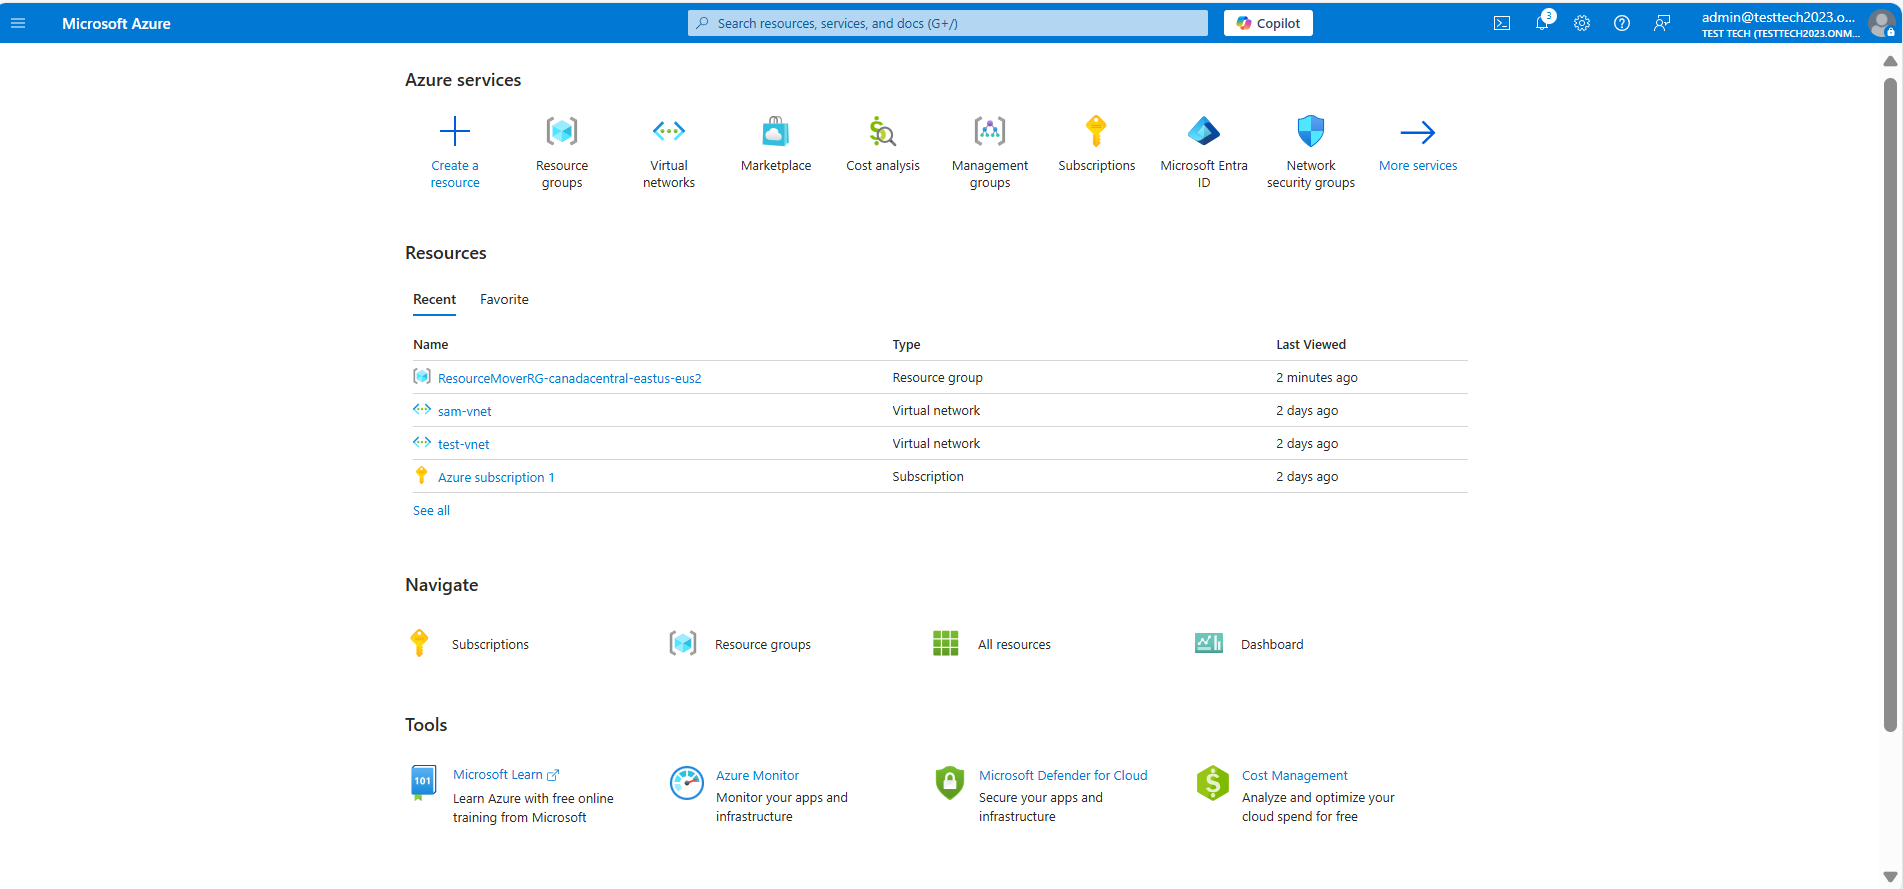 Microsoft Azure
Search resources, services, and docs (G+/)
Copilot
3
admin@testtech2023.o...
TEST TECH (TESTTECH2023.ONM...
Azure services
Create a
resource
Resource
groups
Virtual
networks
Marketplace
Cost analysis
Management
groups
Subscriptions
Microsoft Entra
ID
Network
security groups
More services
Resources
Recent Favorite
Name Type Last Viewed
ResourceMoverRG-canadacentral-eastus-eus2 Resource group 2 minutes ago
sam-vnet Virtual network 2 days ago
test-vnet Virtual network 2 days ago
Azure subscription 1 Subscription 2 days ago
See all
Navigate
Subscriptions Resource groups All resources Dashboard
Tools
101
Microsoft Learn
Learn Azure with free online
training from Microsoft
Azure Monitor
Monitor your apps and
infrastructure
Microsoft Defender for Cloud
Secure your apps and
infrastructure
Cost Management
Analyze and optimize your
cloud spend for free